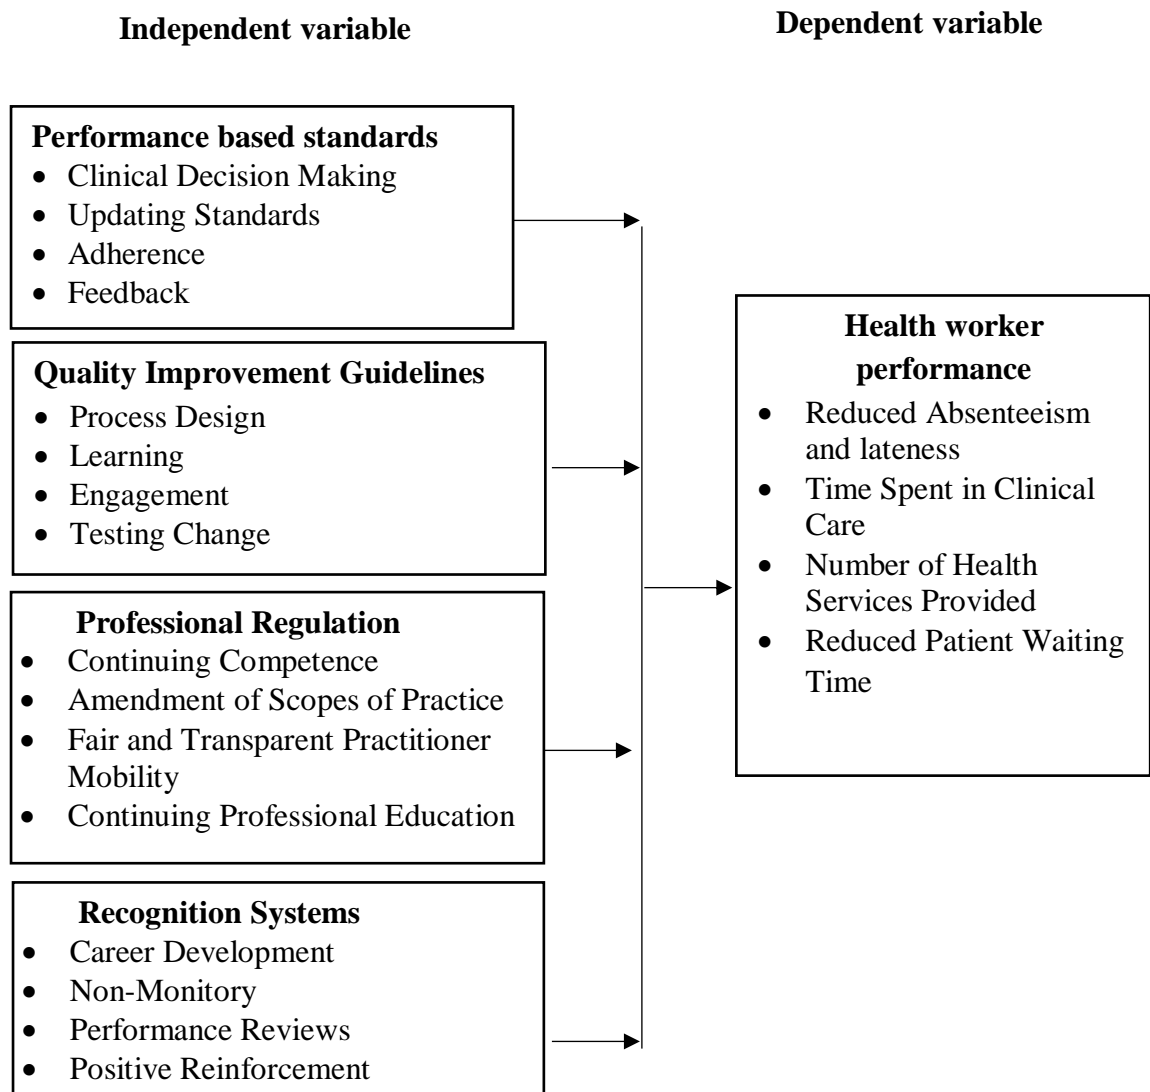 Independent variable
Dependent variable
Performance based standards
• Clinical Decision Making
• Updating Standards
• Adherence
• Feedback
Quality Improvement Guidelines
• Process Design
• Learning
• Engagement
• Testing Change
Professional Regulation
• Continuing Competence
• Amendment of Scopes of Practice
• Fair and Transparent Practitioner
Mobility
• Continuing Professional Education
Recognition Systems
• Career Development
• Non-Monitory
• Performance Reviews
• Positive Reinforcement
Health worker
performance
• Reduced Absenteeism
and lateness
• Time Spent in Clinical
Care
• Number of Health
Services Provided
• Reduced Patient Waiting
Time